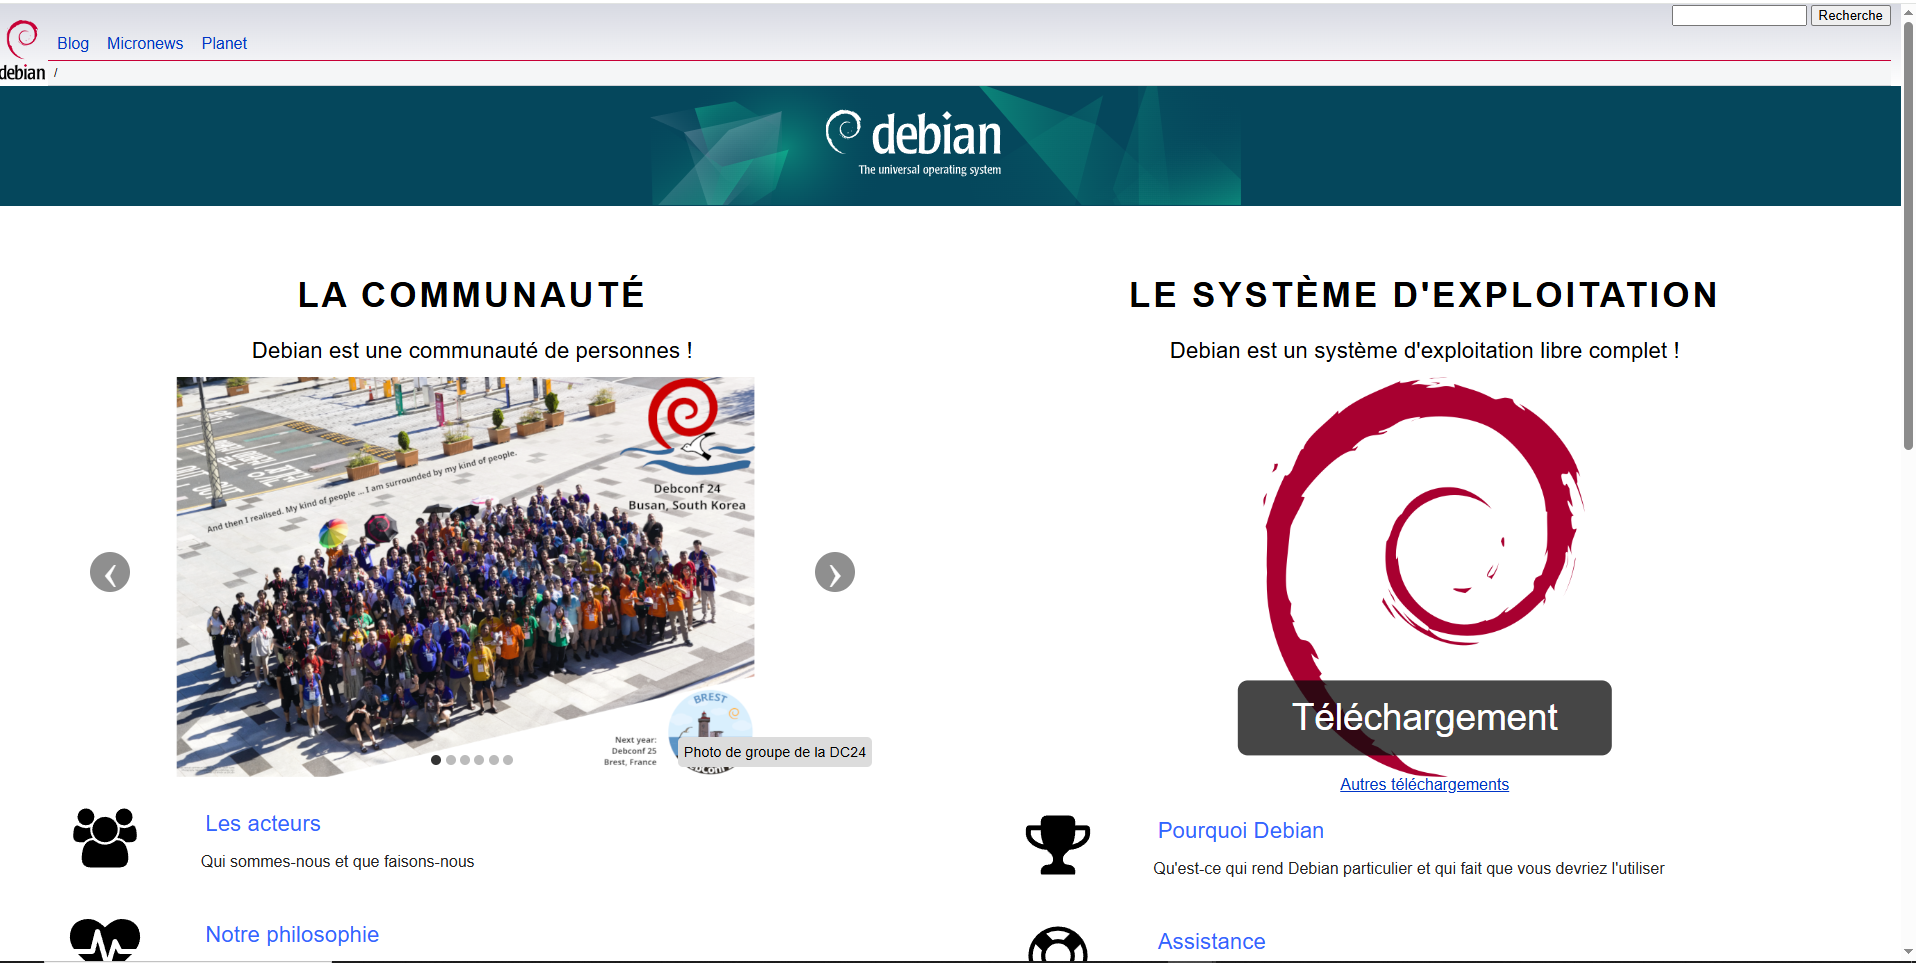 Recherche
Blog Micronews Planet
debian /
debian
The universal operating system
LA COMMUNAUTÉ
Debian est une communauté de personnes !
And then I realised. My kind of people ... I am surrounded by my kind of people.
Debconf 24
Busan, South Korea
BREST
Next year:
Debconf 25
Brest, France
Photo de groupe de la DC24
‹
›
Les acteurs
Qui sommes-nous et que faisons-nous
Notre philosophie
LE SYSTÈME D'EXPLOITATION
Debian est un système d'exploitation libre complet !
Téléchargement
Autres téléchargements
Pourquoi Debian
Qu'est-ce qui rend Debian particulier et qui fait que vous devriez l'utiliser
Assistance